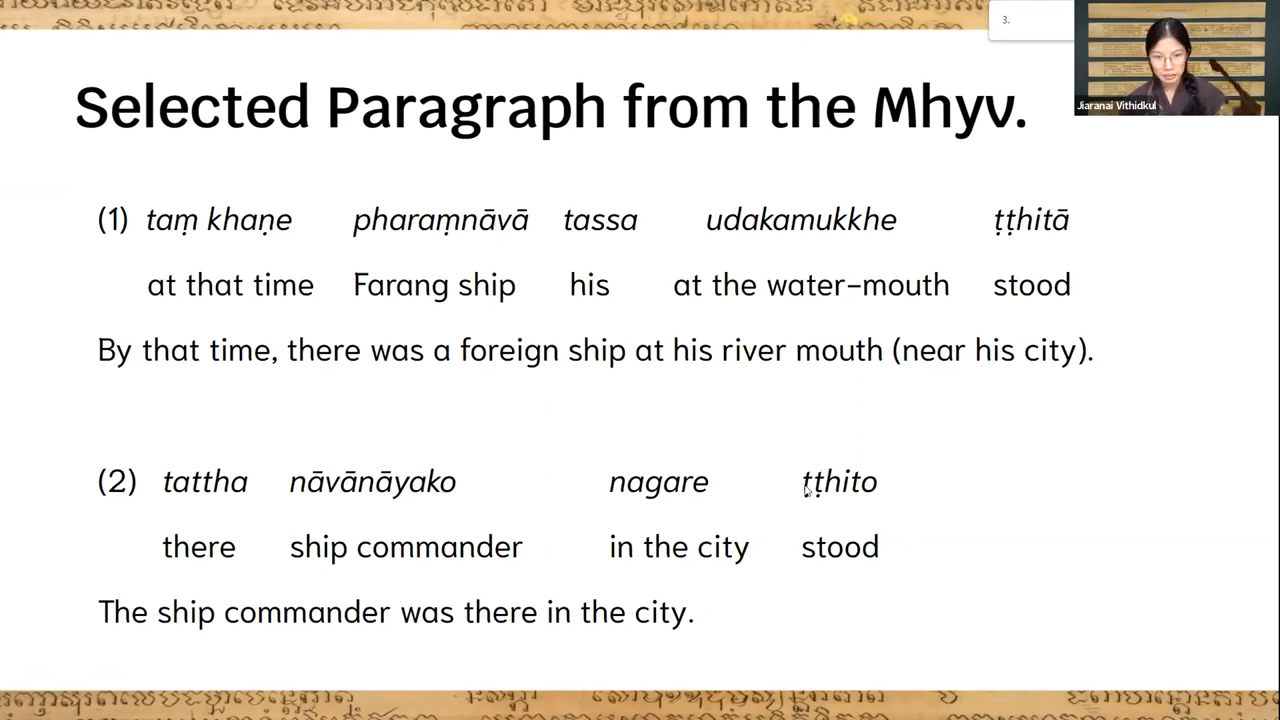 3.
Jiaranai Vithidkul
Selected Paragraph from the Mhyv.
(1) taṃ khaṇe pharaṃnāvā tassa udakamukkhe ṭṭhitā
at that time Farang ship his at the water-mouth stood
By that time, there was a foreign ship at his river mouth (near his city).
(2) tattha nāvānāyako nagare ṭṭhito
there ship commander in the city stood
The ship commander was there in the city.